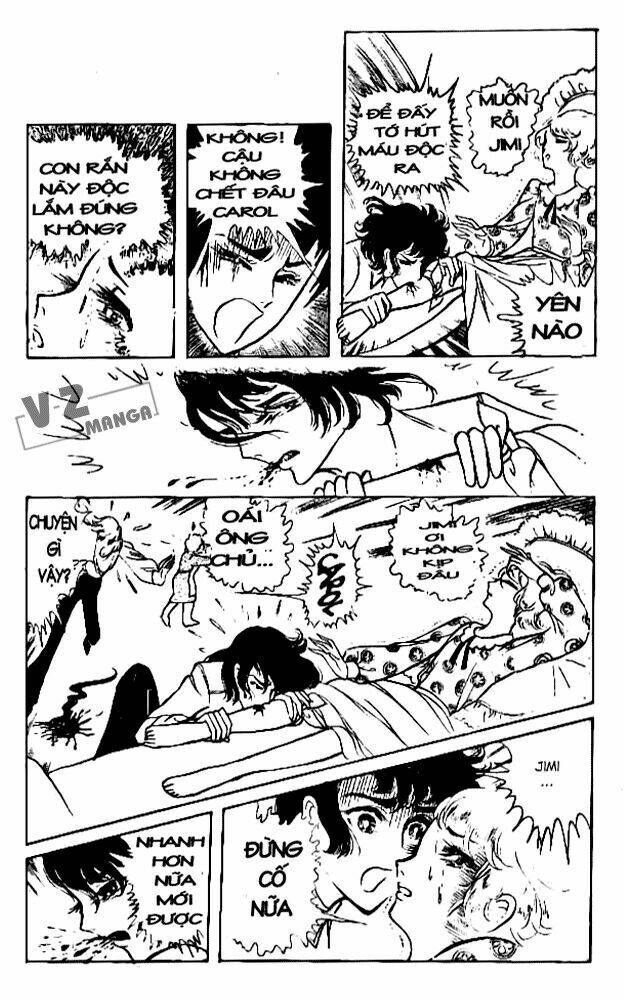 MUỐN
RỒI
JIMI
ĐỂ ĐẤY
TỚ HÚT
MÁU ĐỘC
RA
YÊN
NÀO
KHÔNG!
CẬU
KHÔNG
CHẾT ĐÂU
CAROL
CON RẮN
NÀY ĐỘC
LẮM ĐÚNG
KHÔNG?
V-Z
MANGA
JIMI
ƠI
KHÔNG
KỊP
ĐÂU
CAROL
OÁI
ÔNG
CHỦ...
CHUYỆN
GÌ
VẬY?
JIMI
...
ĐỪNG
CỐ
NỮA
NHANH
HƠN
NỮA
MỚI
ĐƯỢC